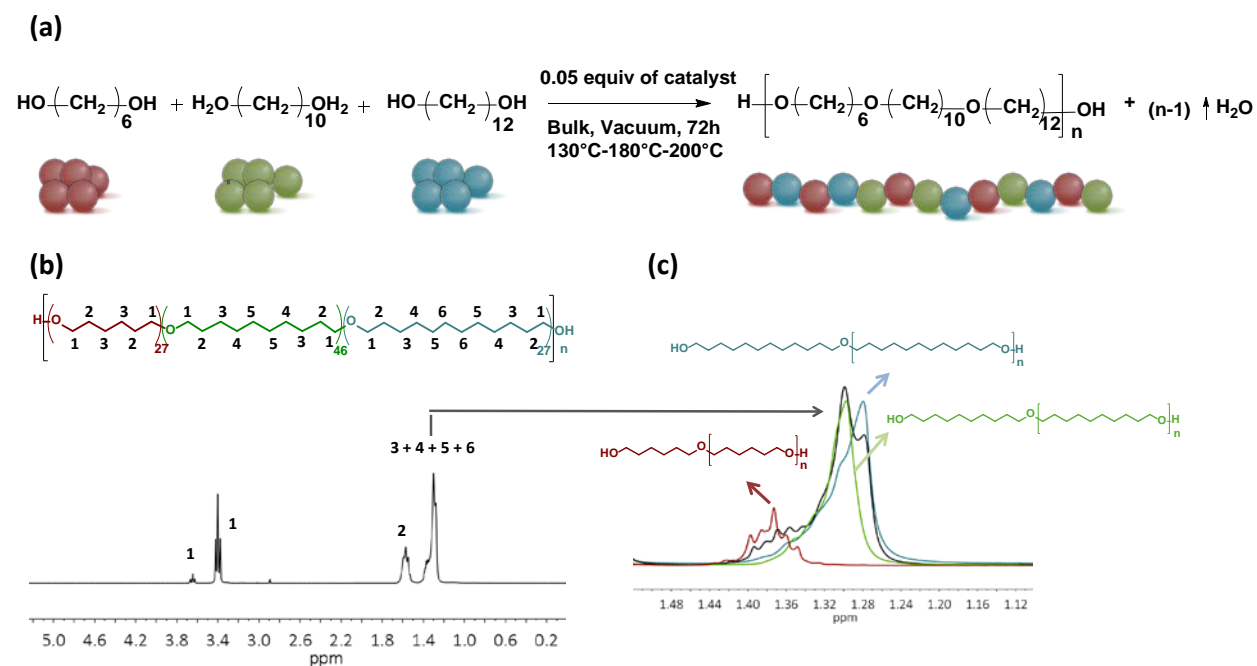 (a)
HO(CH₂)₆OH + H₂O(CH₂)₁₀OH₂ + HO(CH₂)₁₂OH
0.05 equiv of catalyst
Bulk, Vacuum, 72h
130°C-180°C-200°C
H[O(CH₂)₆O(CH₂)₁₀O(CH₂)₁₂]ₙOH + (n-1) ↑ H₂O
(b)
2 3 1 1 3 5 4 2 2 4 6 5 3 1
H O O O OH
1 3 2 27 2 4 5 3 1 46 1 3 5 6 4 2 27 n
3 + 4 + 5 + 6
1
1
2
5.0 4.6 4.2 3.8 3.4 3.0 2.6 2.2 1.8 1.4 1.0 0.6 0.2
ppm
(c)
HO O O H n
HO O O H n
HO O O H n
1.48 1.44 1.40 1.36 1.32 1.28 1.24 1.20 1.16 1.12
ppm